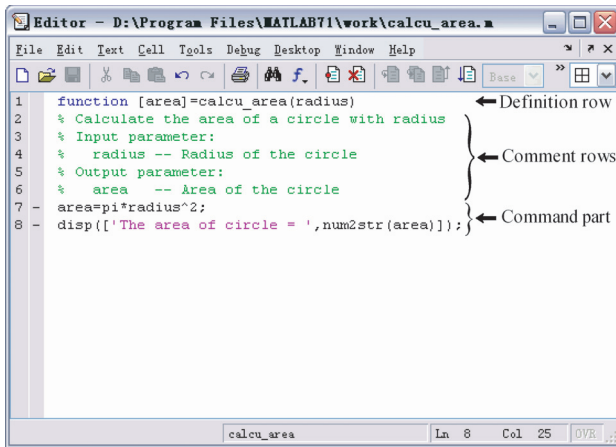 Editor - D:\Program Files\MATLAB71\work\calcu_area.m
File Edit Text Cell Tools Debug Desktop Window Help
Base
1 function [area]=calcu_area(radius)
Definition row
2 % Calculate the area of a circle with radius
3 % Input parameter:
4 % radius -- Radius of the circle
Comment rows
5 % Output parameter:
6 % area -- Area of the circle
7 - area=pi*radius^2;
Command part
8 - disp(['The area of circle = ',num2str(area)]);
calcu_area Ln 8 Col 25 OVR